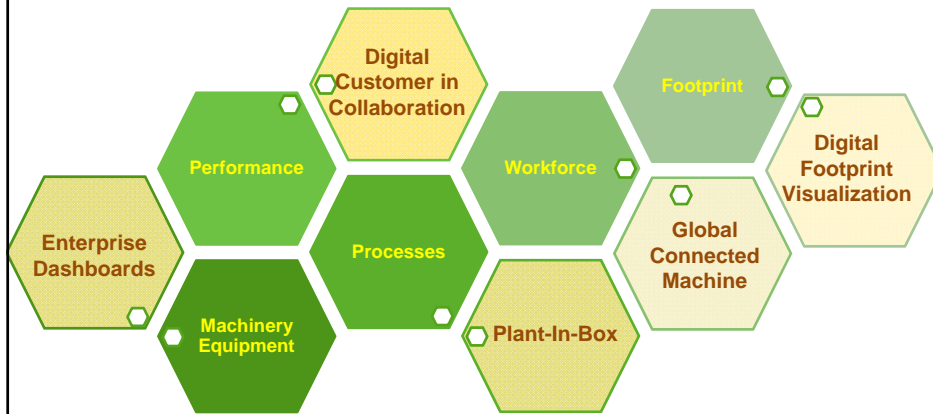 Digital
Customer in
Collaboration
Footprint
Performance
Workforce
Digital
Footprint
Visualization
Enterprise
Dashboards
Processes
Global
Connected
Machine
Machinery
Equipment
Plant-In-Box